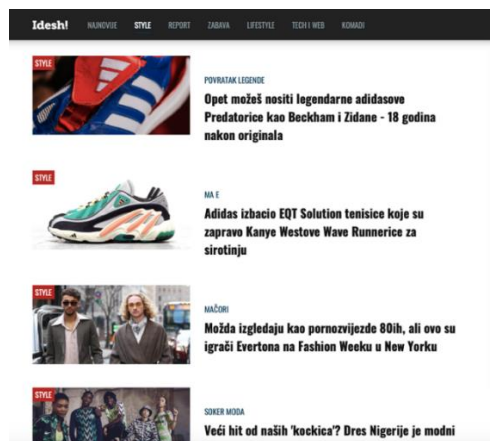 Idesh! NAJNOVIJE STYLE REPORT ZABAVA LIFESTYLE TECH I WEB KOMADI
STYLE
POVRATAK LEGENDE
Opet možeš nositi legendarne adidasove
Predatorice kao Beckham i Zidane - 18 godina
nakon originala
STYLE
MA E
Adidas izbacio EQT Solution tenisice koje su
zapravo Kanye Westove Wave Runnerice za
sirotinju
STYLE
MAČORI
Možda izgledaju kao pornozvijezde 80ih, ali ovo su
igrači Evertona na Fashion Weeku u New Yorku
STYLE
SOKER MODA
Veći hit od naših 'kockica'? Dres Nigerije je modni